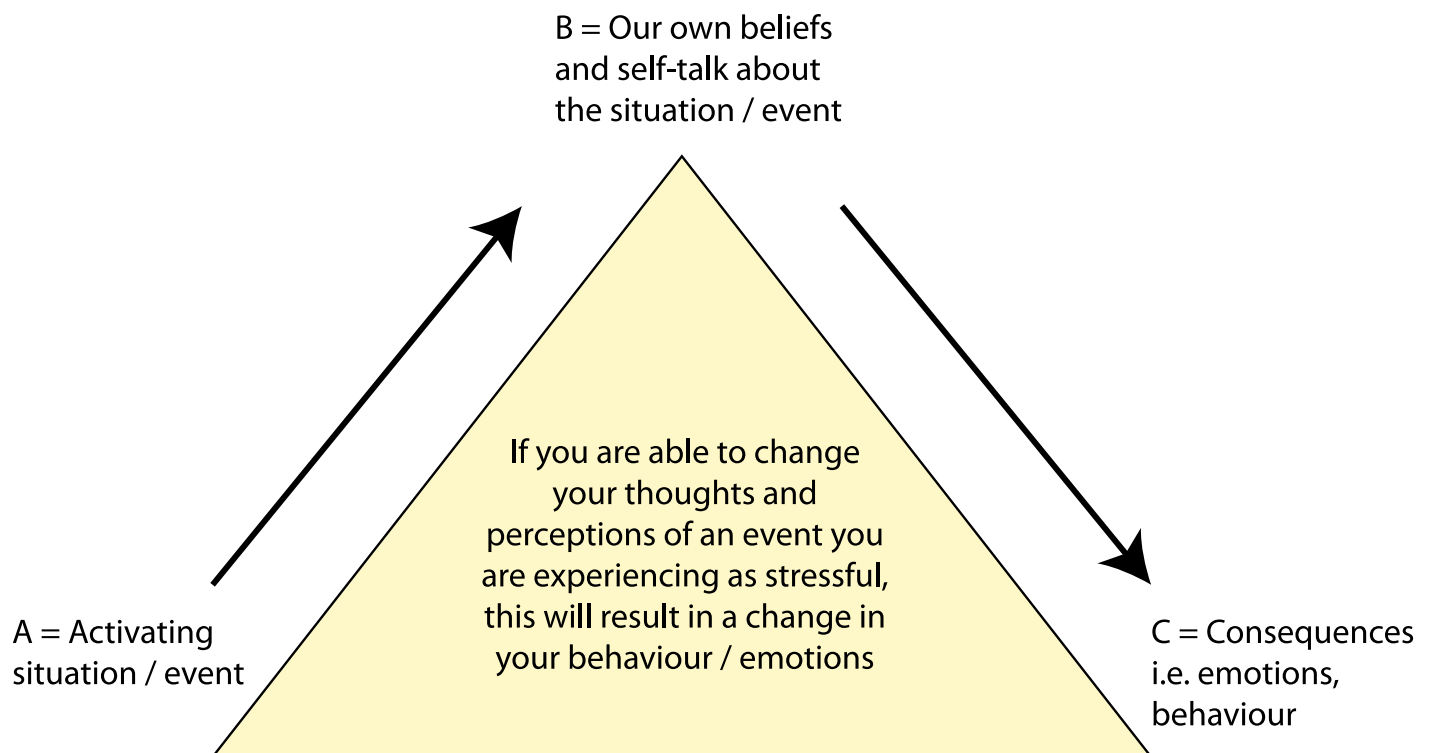 B = Our own beliefs
and self-talk about
the situation / event
If you are able to change
your thoughts and
perceptions of an event you
are experiencing as stressful,
this will result in a change in
your behaviour / emotions
A = Activating
situation / event
C = Consequences
i.e. emotions,
behaviour